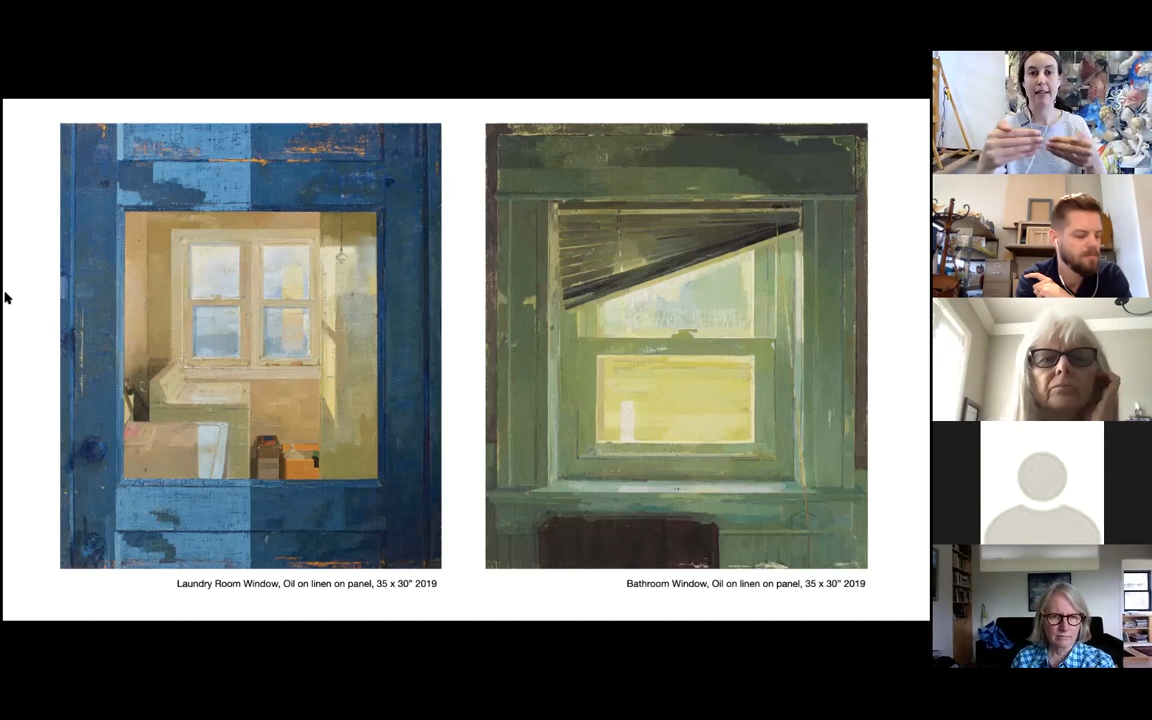 Laundry Room Window, Oil on linen on panel, 35 x 30” 2019
Bathroom Window, Oil on linen on panel, 35 x 30” 2019